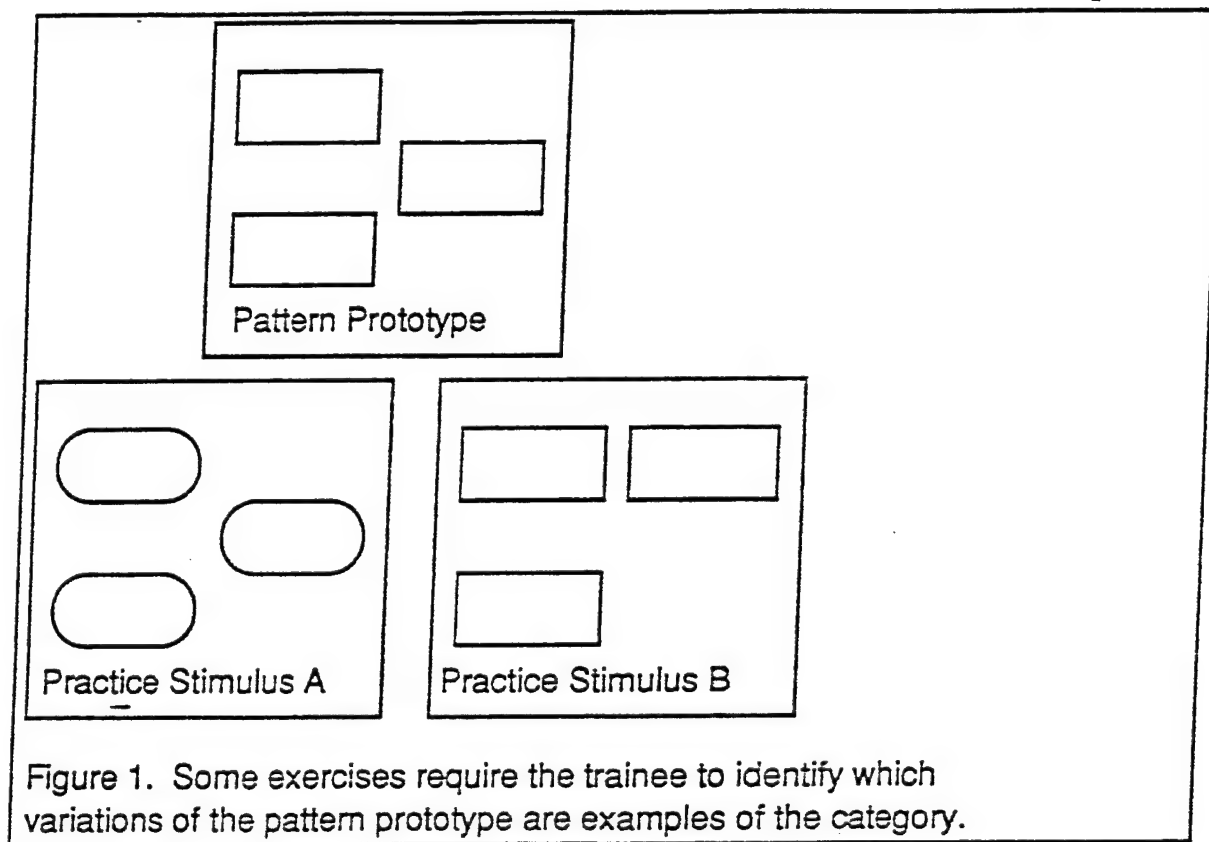 Pattern Prototype
Practice Stimulus A
Practice Stimulus B
Figure 1. Some exercises require the trainee to identify which
variations of the pattern prototype are examples of the category.